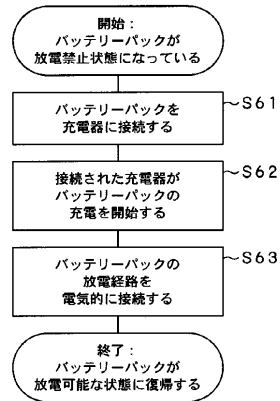 開始：
バッテリーパックが
放電禁止状態になっている
バッテリーパックを
充電器に接続する
～S61
接続された充電器が
バッテリーパックの
充電を開始する
～S62
バッテリーパックの
放電経路を
電気的に接続する
～S63
終了：
バッテリーパックが
放電可能な状態に復帰する